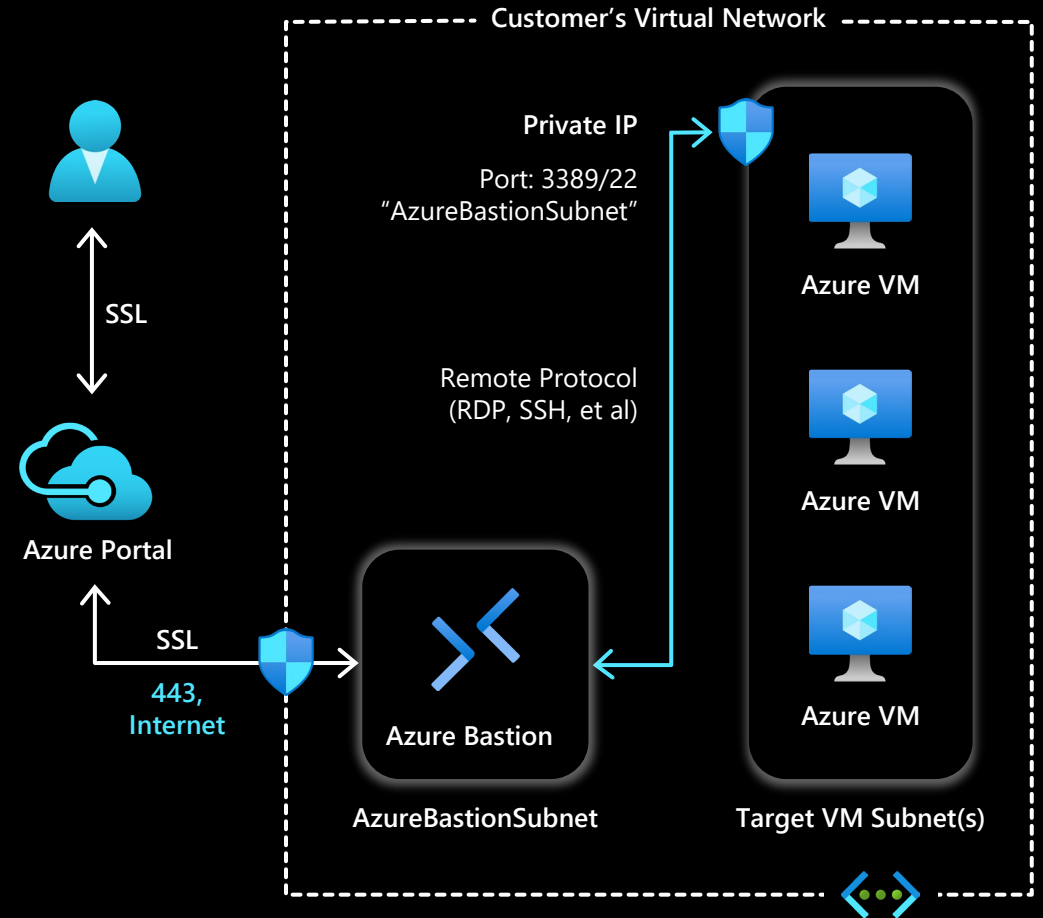 Customer’s Virtual Network
Private IP
Port: 3389/22
“AzureBastionSubnet”
Azure VM
SSL
Remote Protocol
(RDP, SSH, et al)
Azure VM
Azure Portal
SSL
443,
Internet
Azure Bastion
Azure VM
AzureBastionSubnet
Target VM Subnet(s)